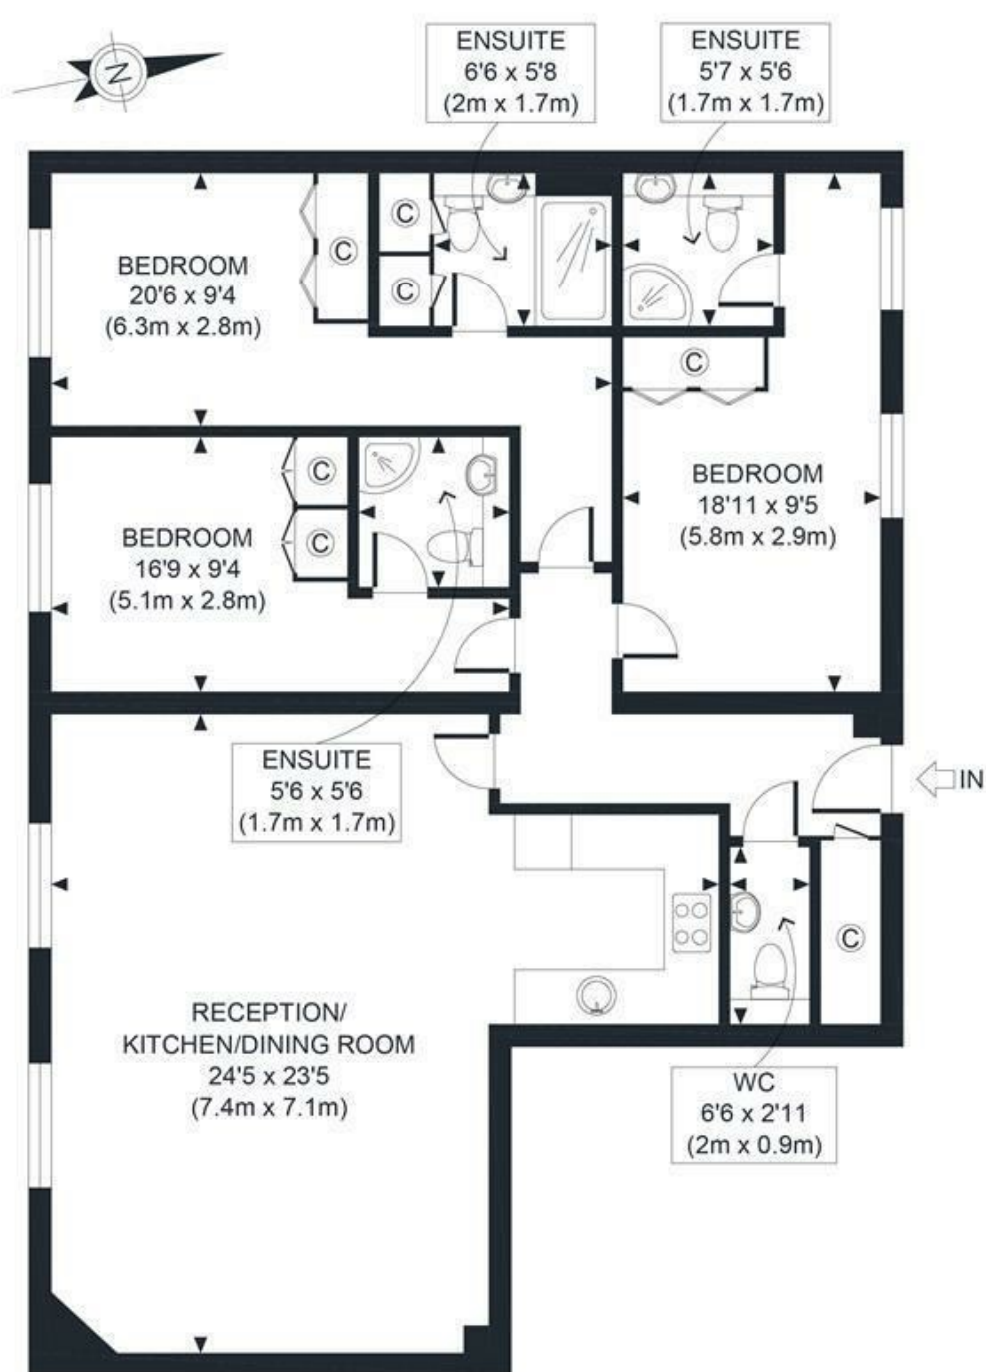 ENSUITE
6'6 x 5'8
(2m x 1.7m)
ENSUITE
5'7 x 5'6
(1.7m x 1.7m)
N
BEDROOM
20'6 x 9'4
(6.3m x 2.8m)
C
C
C
C
BEDROOM
18'11 x 9'5
(5.8m x 2.9m)
BEDROOM
16'9 x 9'4
(5.1m x 2.8m)
C
C
ENSUITE
5'6 x 5'6
(1.7m x 1.7m)
IN
C
RECEPTION/
KITCHEN/DINING ROOM
24'5 x 23'5
(7.4m x 7.1m)
WC
6'6 x 2'11
(2m x 0.9m)